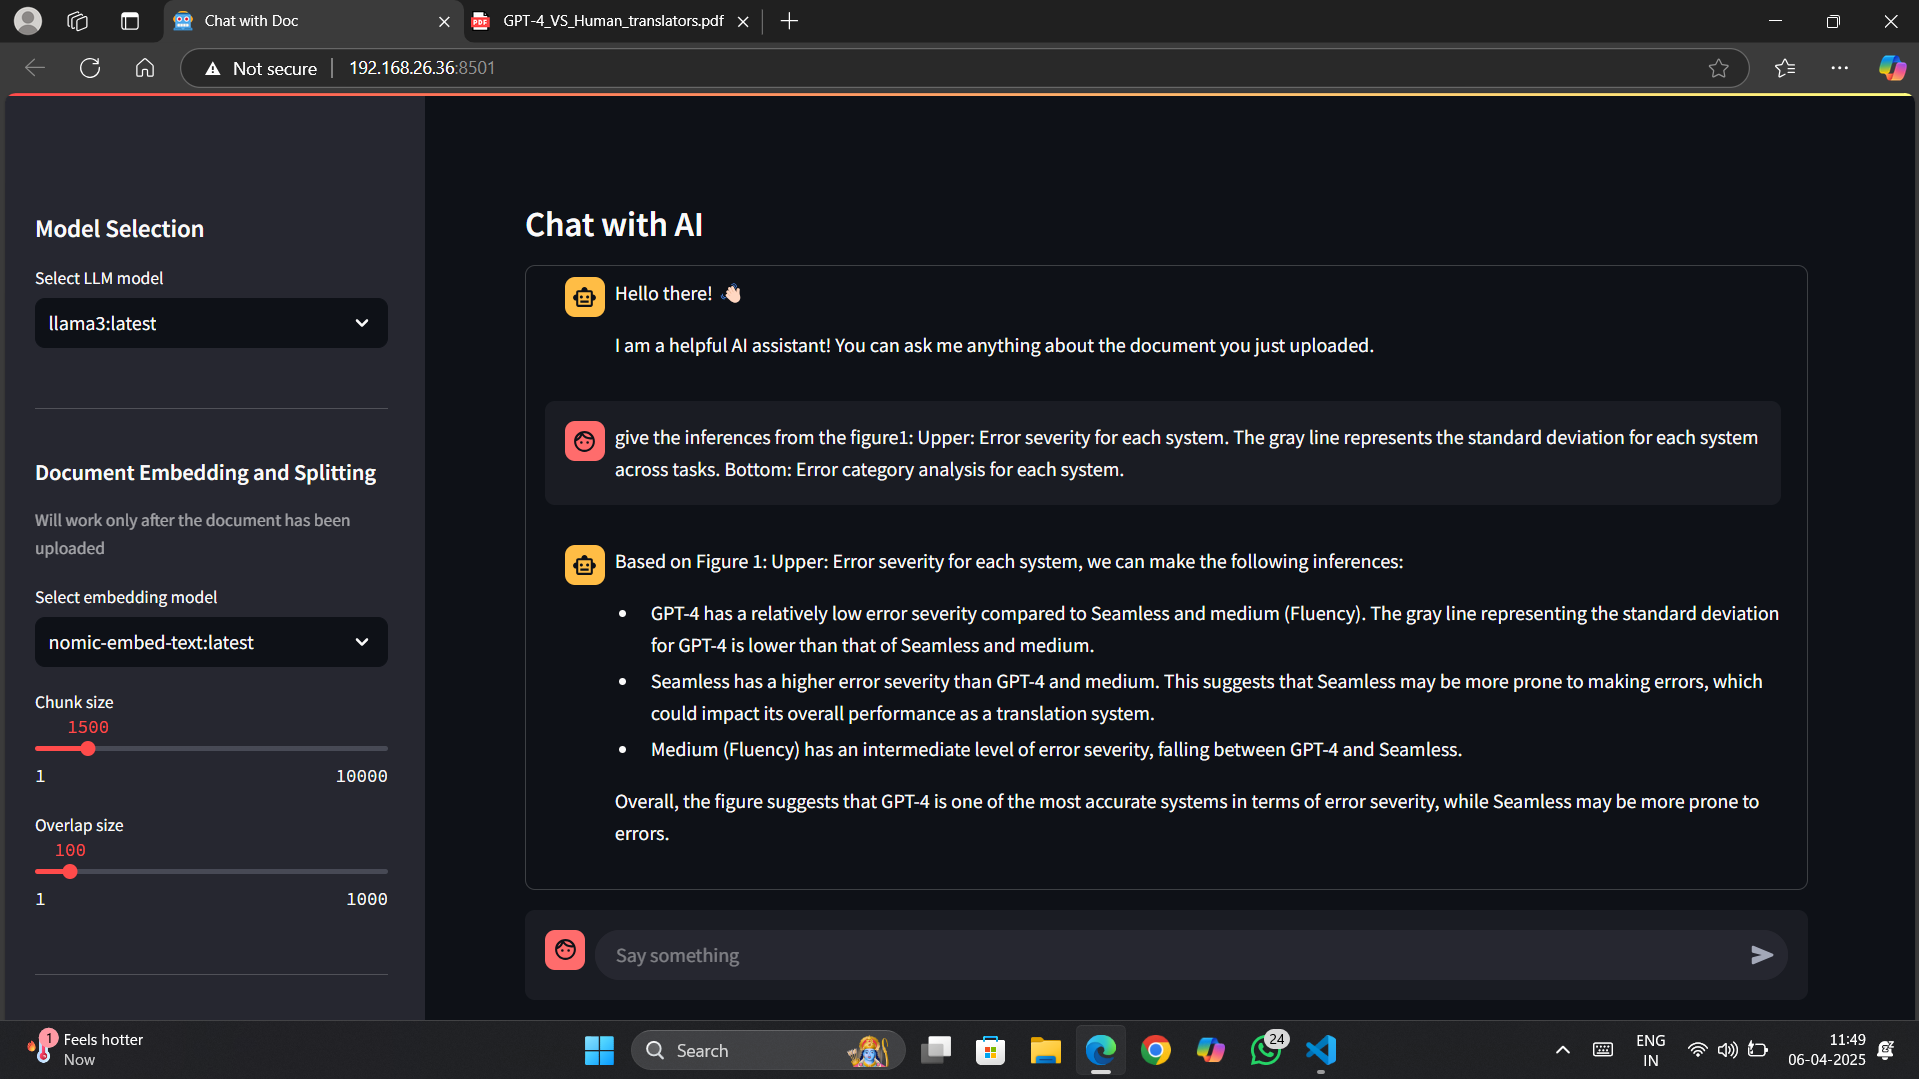 Chat with Doc
GPT-4_VS_Human_translators.pdf
Not secure
192.168.26.36:8501
Model Selection
Select LLM model
llama3:latest
Document Embedding and Splitting
Will work only after the document has been
uploaded
Select embedding model
nomic-embed-text:latest
Chunk size
1500
1 10000
Overlap size
100
1 1000
Chat with AI
Hello there! 👋🏻
I am a helpful AI assistant! You can ask me anything about the document you just uploaded.
give the inferences from the figure1: Upper: Error severity for each system. The gray line represents the standard deviation for each system
across tasks. Bottom: Error category analysis for each system.
Based on Figure 1: Upper: Error severity for each system, we can make the following inferences:
• GPT-4 has a relatively low error severity compared to Seamless and medium (Fluency). The gray line representing the standard deviation
for GPT-4 is lower than that of Seamless and medium.
• Seamless has a higher error severity than GPT-4 and medium. This suggests that Seamless may be more prone to making errors, which
could impact its overall performance as a translation system.
• Medium (Fluency) has an intermediate level of error severity, falling between GPT-4 and Seamless.
Overall, the figure suggests that GPT-4 is one of the most accurate systems in terms of error severity, while Seamless may be more prone to
errors.
Say something
1
Feels hotter
Now
Search
24
ENG
IN
11:49
06-04-2025